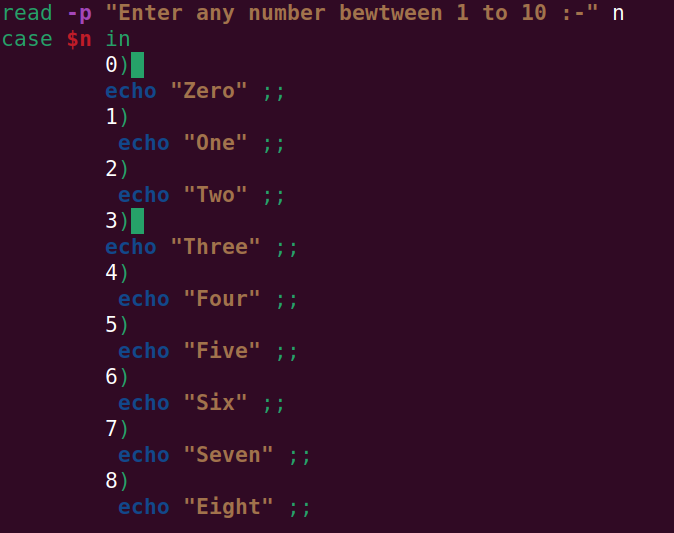 read -p "Enter any number bewtween 1 to 10 :-" n
case $n in
0)
echo "Zero" ;;
1)
echo "One" ;;
2)
echo "Two" ;;
3)
echo "Three" ;;
4)
echo "Four" ;;
5)
echo "Five" ;;
6)
echo "Six" ;;
7)
echo "Seven" ;;
8)
echo "Eight" ;;